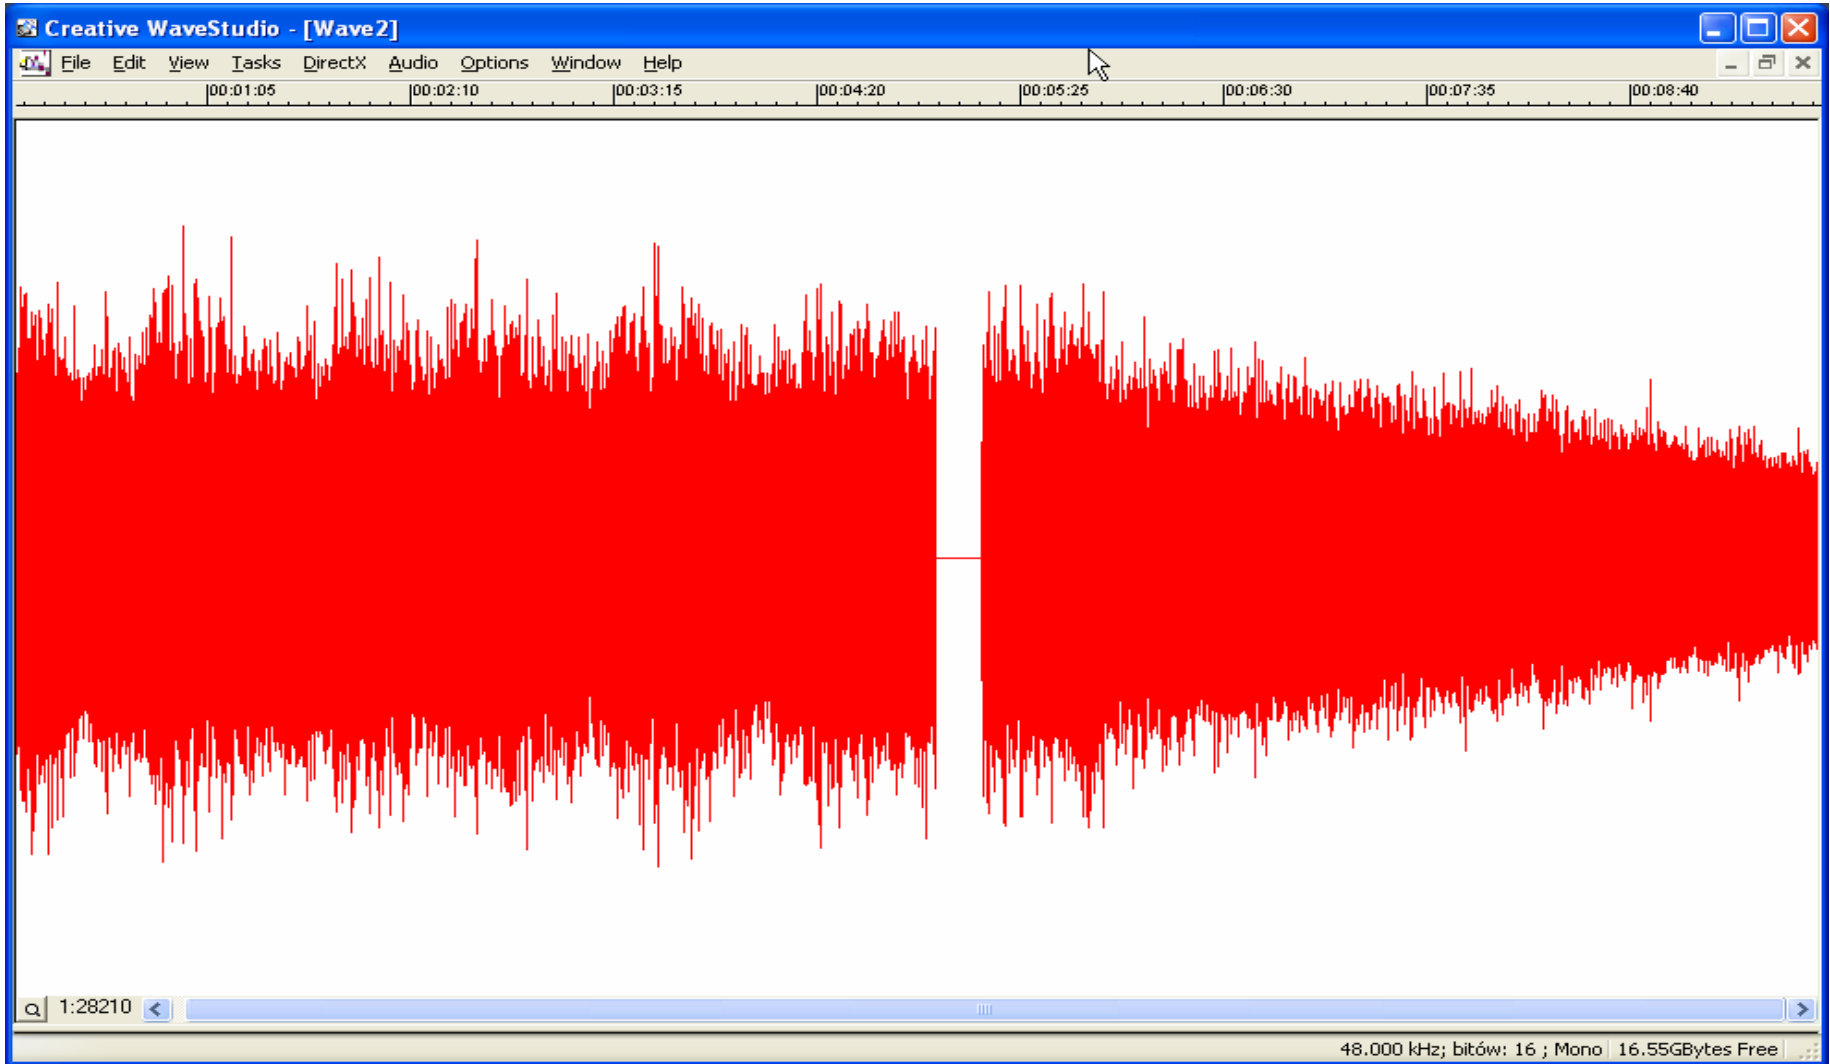 Creative WaveStudio - [Wave2]
File Edit View Tasks DirectX Audio Options Window Help
00:01:05 00:02:10 00:03:15 00:04:20 00:05:25 00:06:30 00:07:35 00:08:40
1:28210
48.000 kHz; bitów: 16 ; Mono 16.55GBytes Free